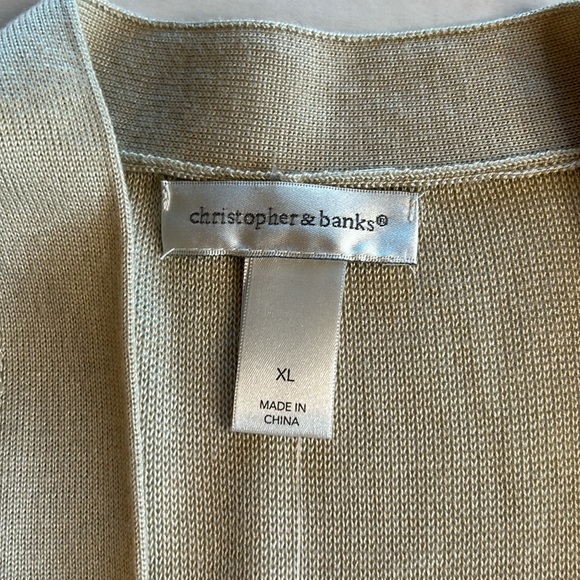 christopher & banks®
XL
MADE IN
CHINA